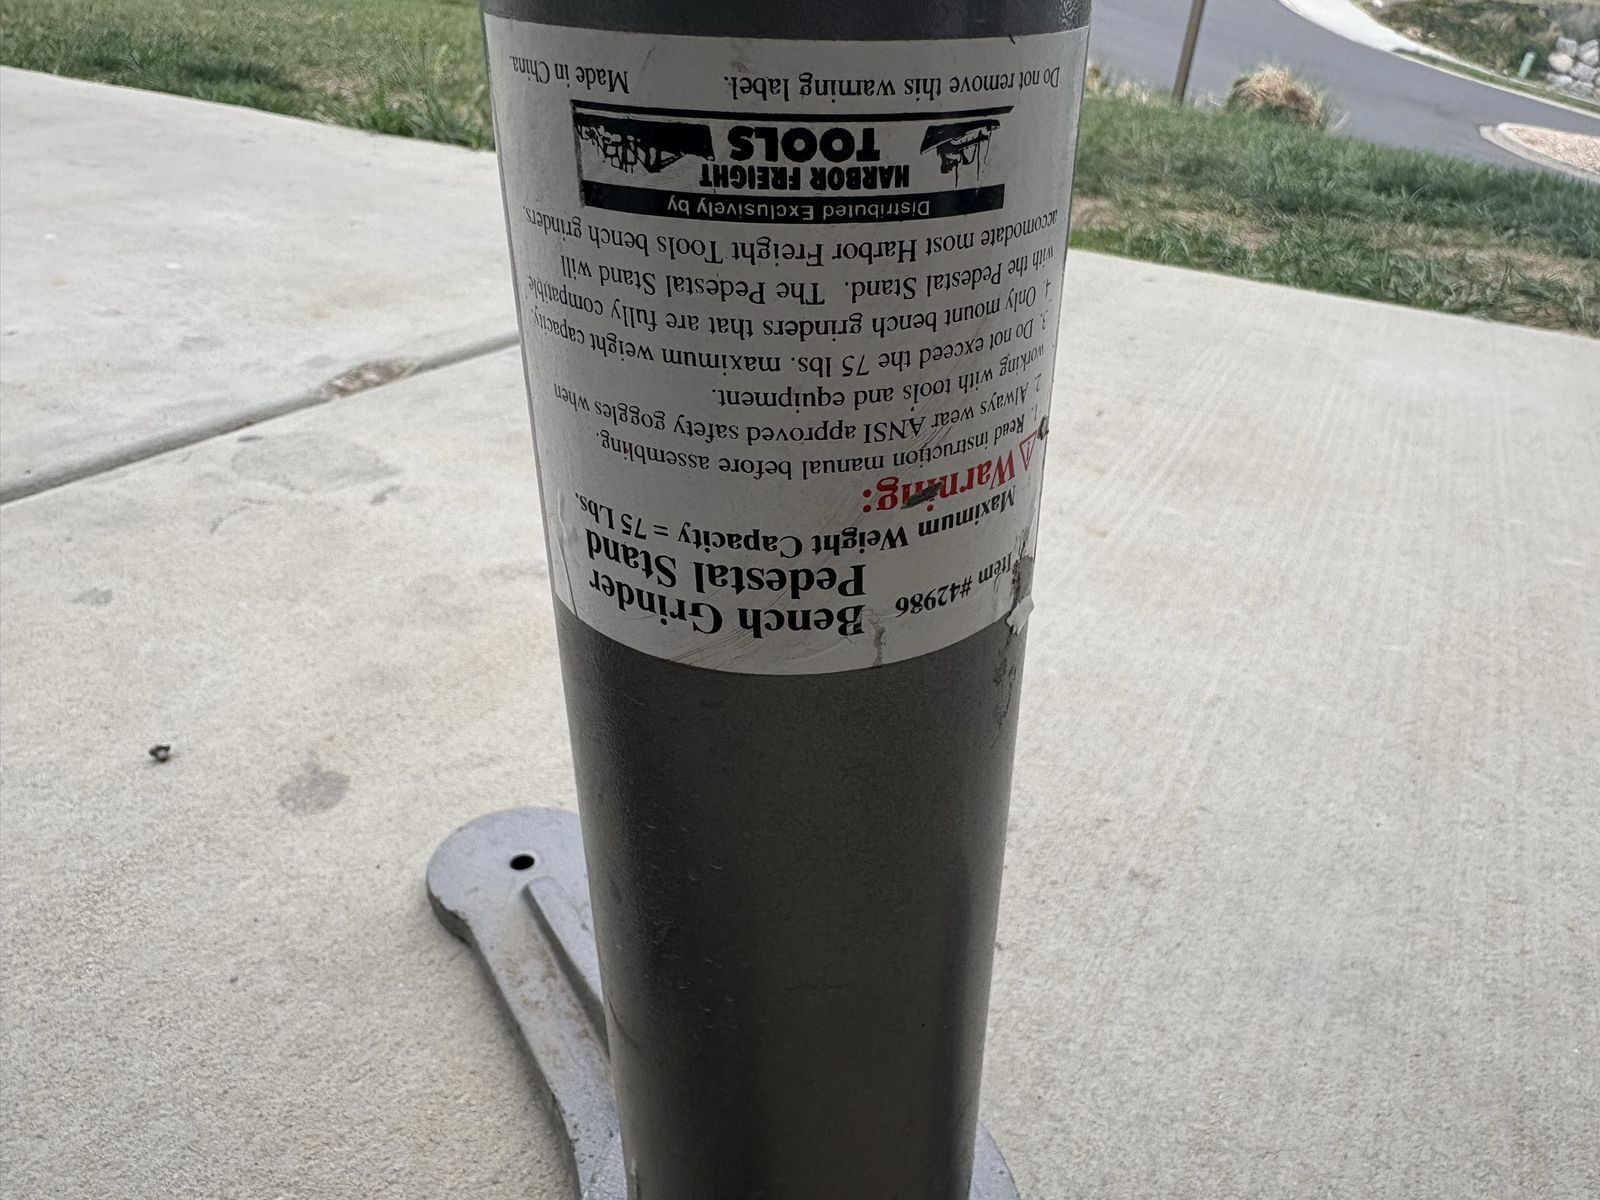 Item #42986
Bench Grinder
Pedestal Stand
Maximum Weight Capacity = 75 Lbs.
Warning:
1. Read instruction manual before assembling.
2. Always wear ANSI approved safety goggles when
working with tools and equipment.
3. Do not exceed the 75 lbs. maximum weight capacity.
4. Only mount bench grinders that are fully compatible
with the Pedestal Stand. The Pedestal Stand will
accomodate most Harbor Freight Tools bench grinders.
Distributed Exclusively by
HARBOR FREIGHT
TOOLS
Do not remove this warning label. Made in China.